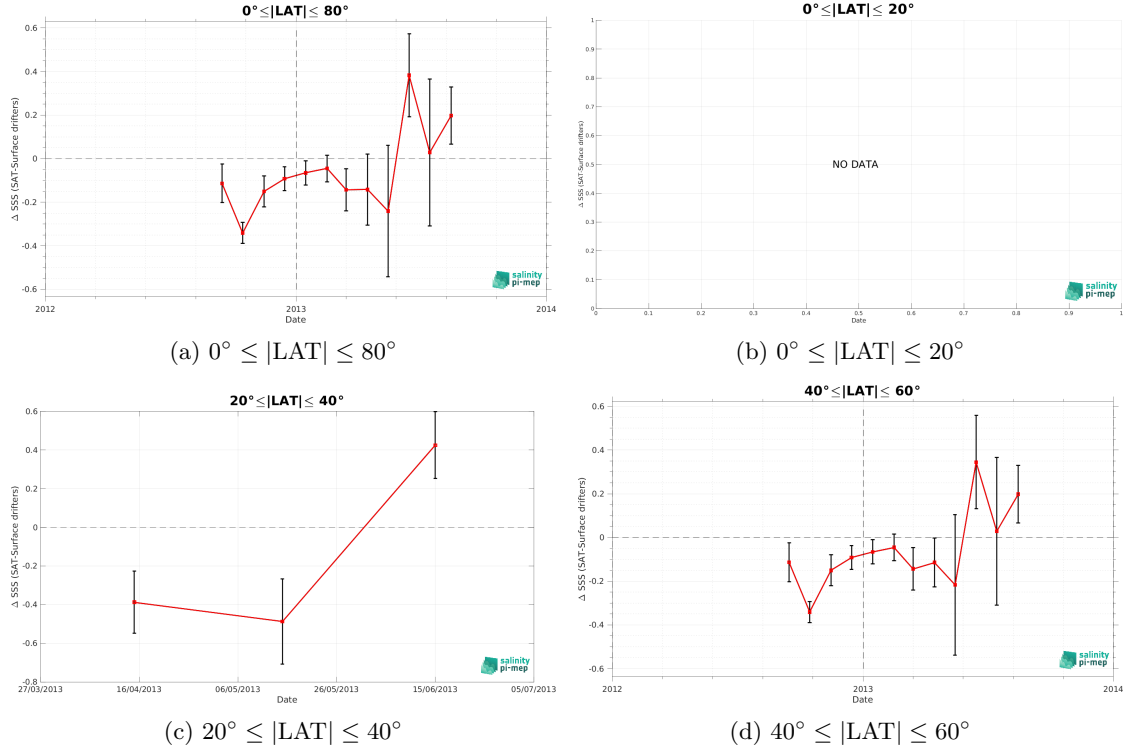 0°≤|LAT|≤ 80°
0.6
0.4
0.2
0
-0.2
-0.4
-0.6
Δ SSS (SAT-Surface drifters)
2012
2013
2014
Date
salinity
pi-mep
(a) 0° ≤ |LAT| ≤ 80°
0°≤|LAT|≤ 20°
1
0.9
0.8
0.7
0.6
0.5
0.4
0.3
0.2
0.1
0
Δ SSS (SAT-Surface drifters)
NO DATA
0
0.1
0.2
0.3
0.4
0.5
0.6
0.7
0.8
0.9
1
Date
salinity
pi-mep
(b) 0° ≤ |LAT| ≤ 20°
20°≤|LAT|≤ 40°
0.6
0.4
0.2
0
-0.2
-0.4
-0.6
-0.8
Δ SSS (SAT-Surface drifters)
27/03/2013
16/04/2013
06/05/2013
26/05/2013
15/06/2013
05/07/2013
Date
salinity
pi-mep
(c) 20° ≤ |LAT| ≤ 40°
40°≤|LAT|≤ 60°
0.6
0.4
0.2
0
-0.2
-0.4
-0.6
Δ SSS (SAT-Surface drifters)
2012
2013
2014
Date
salinity
pi-mep
(d) 40° ≤ |LAT| ≤ 60°